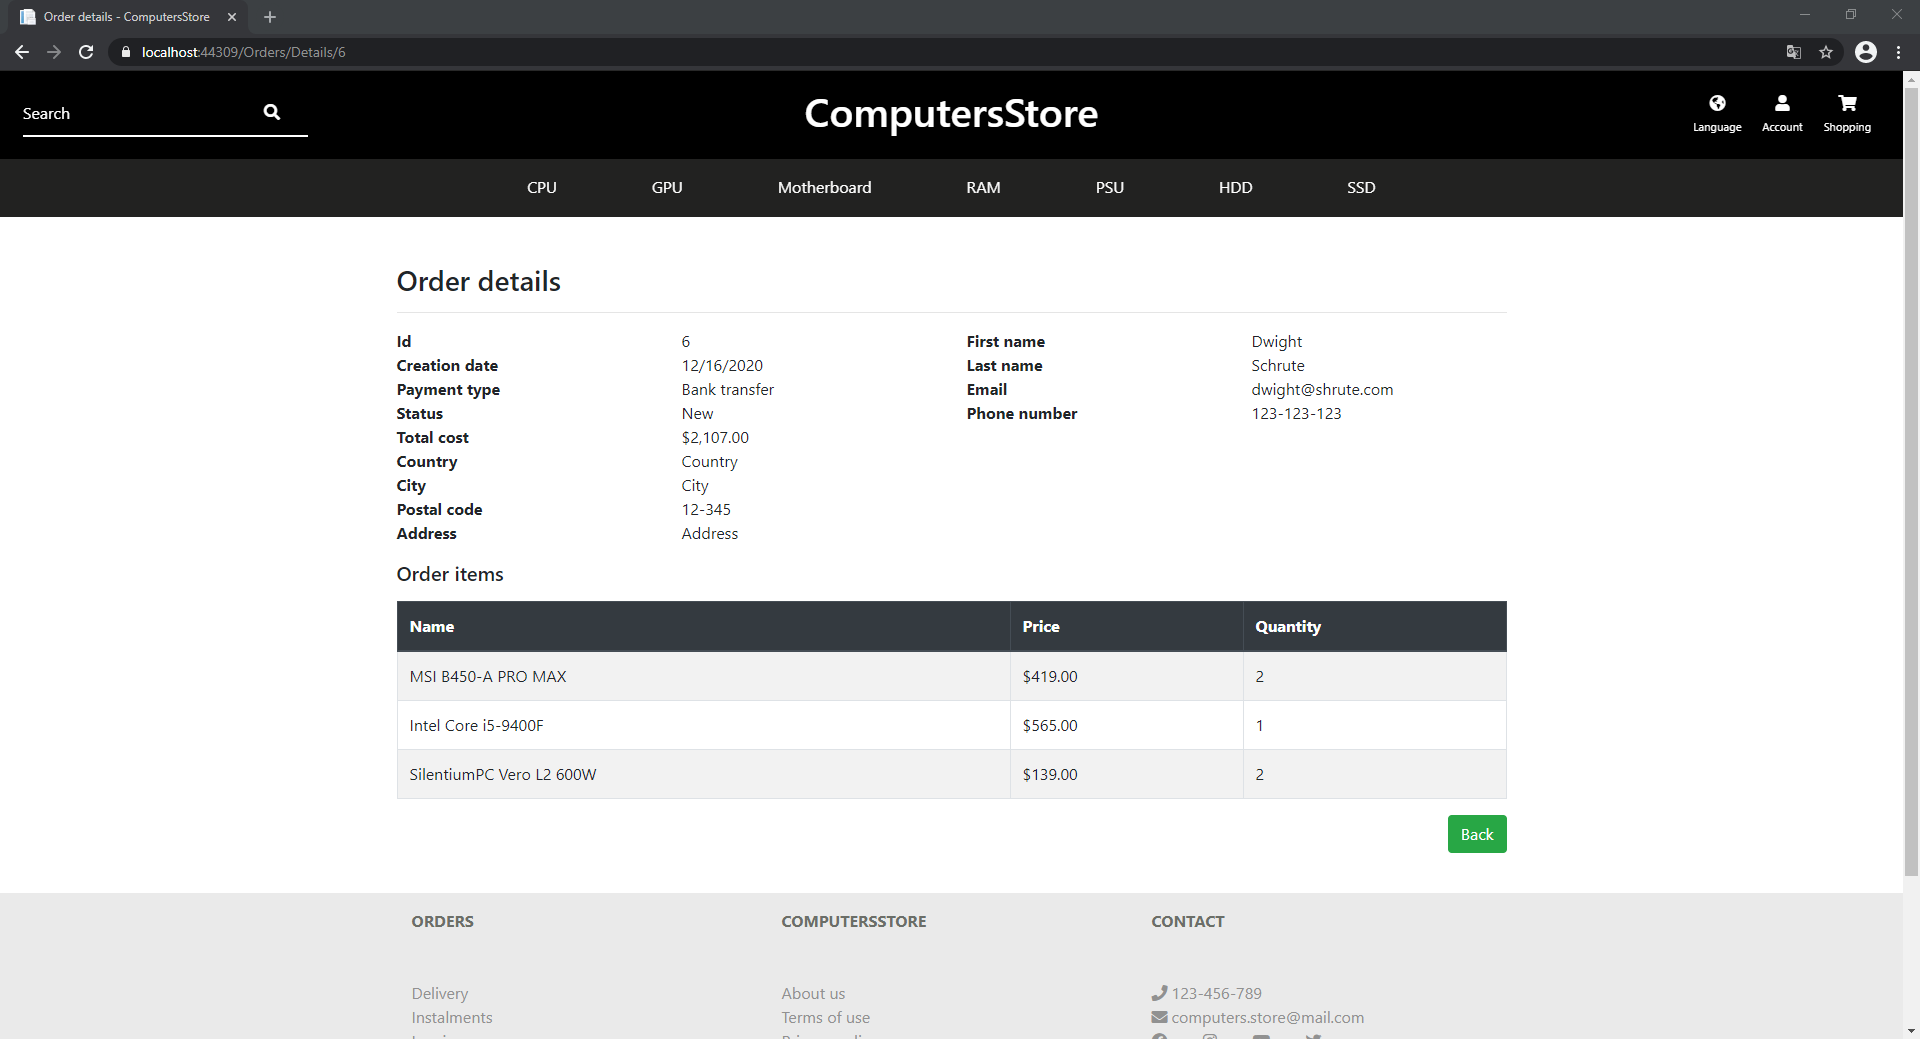 Order details - ComputersStore
localhost:44309/Orders/Details/6
Search
ComputersStore
Language
Account
Shopping
CPU
GPU
Motherboard
RAM
PSU
HDD
SSD
Order details
Id 6
Creation date 12/16/2020
Payment type Bank transfer
Status New
Total cost $2,107.00
Country Country
City City
Postal code 12-345
Address Address
First name Dwight
Last name Schrute
Email dwight@shrute.com
Phone number 123-123-123
Order items
Name Price Quantity
MSI B450-A PRO MAX $419.00 2
Intel Core i5-9400F $565.00 1
SilentiumPC Vero L2 600W $139.00 2
Back
ORDERS
Delivery
Instalments
COMPUTERSSTORE
About us
Terms of use
CONTACT
123-456-789
computers.store@mail.com